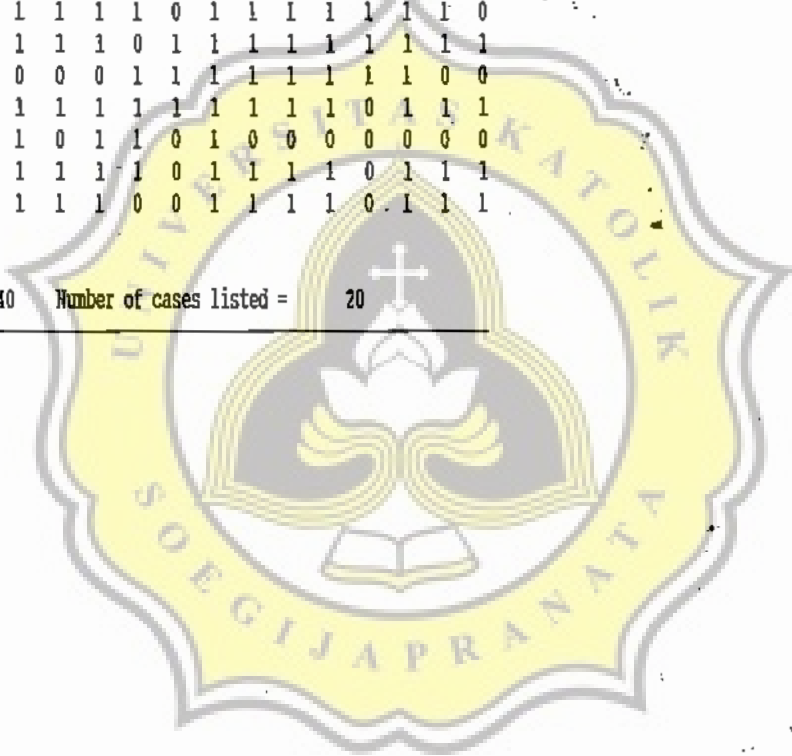 1 1 1 1 0 1 1 1 1 1 1 1 0
1 1 1 0 1 1 1 1 1 1 1 1 1
0 0 0 1 1 1 1 1 1 1 1 0 0
1 1 1 1 1 1 1 1 1 0 1 1 1
1 0 1 1 0 1 0 0 0 0 0 0 0
1 1 1 1 0 1 1 1 1 0 1 1 1
1 1 1 0 0 1 1 1 1 0 1 1 1
Number of cases listed = 20
UNIVERSITAS KATOLIK
SOEGIJAPRANATA